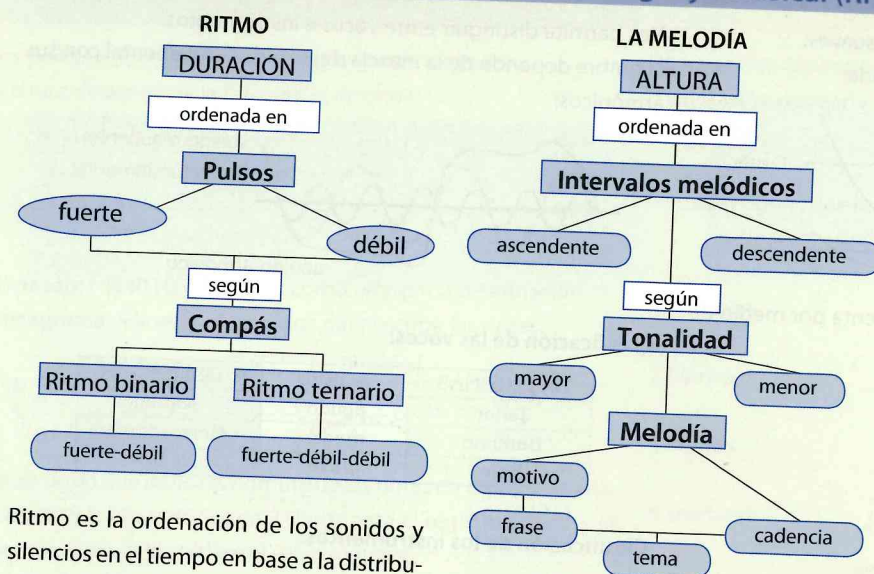 RITMO
DURACIÓN
ordenada en
Pulsos
fuerte
débil
según
Compás
Ritmo binario
Ritmo ternario
fuerte-débil
fuerte-débil-débil
Ritmo es la ordenación de los sonidos y
silencios en el tiempo en base a la distribu-
LA MELODÍA
ALTURA
ordenada en
Intervalos melódicos
ascendente
descendente
según
Tonalidad
mayor
menor
Melodía
motivo
frase
cadencia
tema